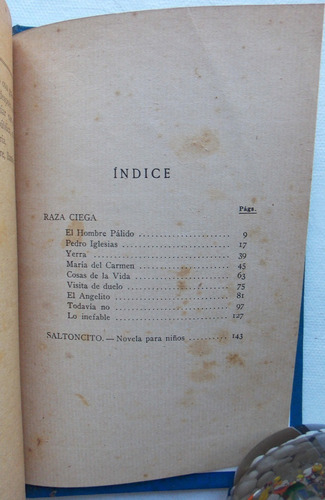 ÍNDICE
Págs.
RAZA CIEGA
El Hombre Pálido . . . . . . . . . . . . . . 9
Pedro Iglesias . . . . . . . . . . . . . . . . 17
Yerra . . . . . . . . . . . . . . . . . . . . . . 39
María del Carmen . . . . . . . . . . . . . 45
Cosas de la Vida . . . . . . . . . . . . . . 63
Visita de duelo . . . . . . . . . . . . . . . 75
El Angelito . . . . . . . . . . . . . . . . . . 81
Todavía no . . . . . . . . . . . . . . . . . . 97
Lo inefable . . . . . . . . . . . . . . . . . . 127
SALTONCITO. — Novela para niños . . . . . . . . 143